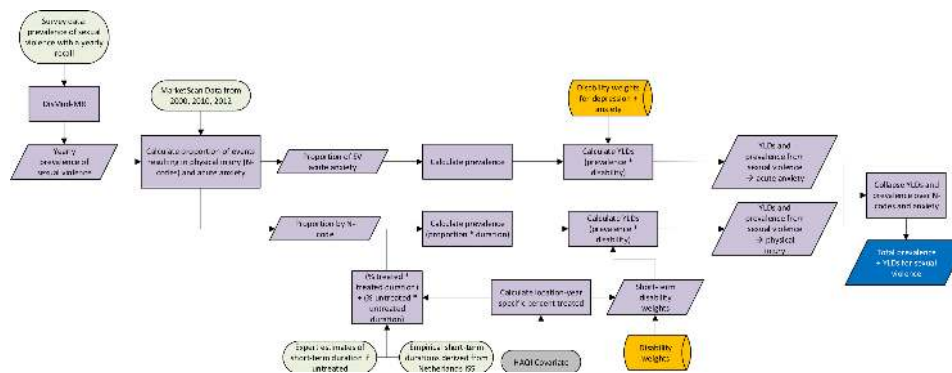 Survey data:
prevalence of sexual
violence with a yearly
recall
DisMod-MR
Yearly
prevalence of
sexual violence
MarketScan Data from
2000, 2010, 2012
Calculate proportion of events
resulting in physical injury (N-
codes) and acute anxiety
Proportion of SV
acute anxiety
Calculate prevalence
Disability weights
for depression +
anxiety
Calculate YLDs
(prevalence *
disability)
YLDs and
prevalence from
sexual violence
→ acute anxiety
Proportion by N-
code
Calculate prevalence
(proportion * duration)
Calculate YLDs
(prevalence *
disability)
YLDs and
prevalence from
sexual violence
→ physical
injury
Collapse YLDs and
prevalence over N-
codes and anxiety
Total prevalence
+ YLDs for sexual
violence
(% treated *
treated duration)
+ (% untreated *
untreated
duration)
Calculate location-year
specific percent treated
Short-term
disability
weights
Expert estimates of
short-term duration if
untreated
Empirical short-term
durations derived from
Netherlands ISS
HAQI Covariate
Disability
weights